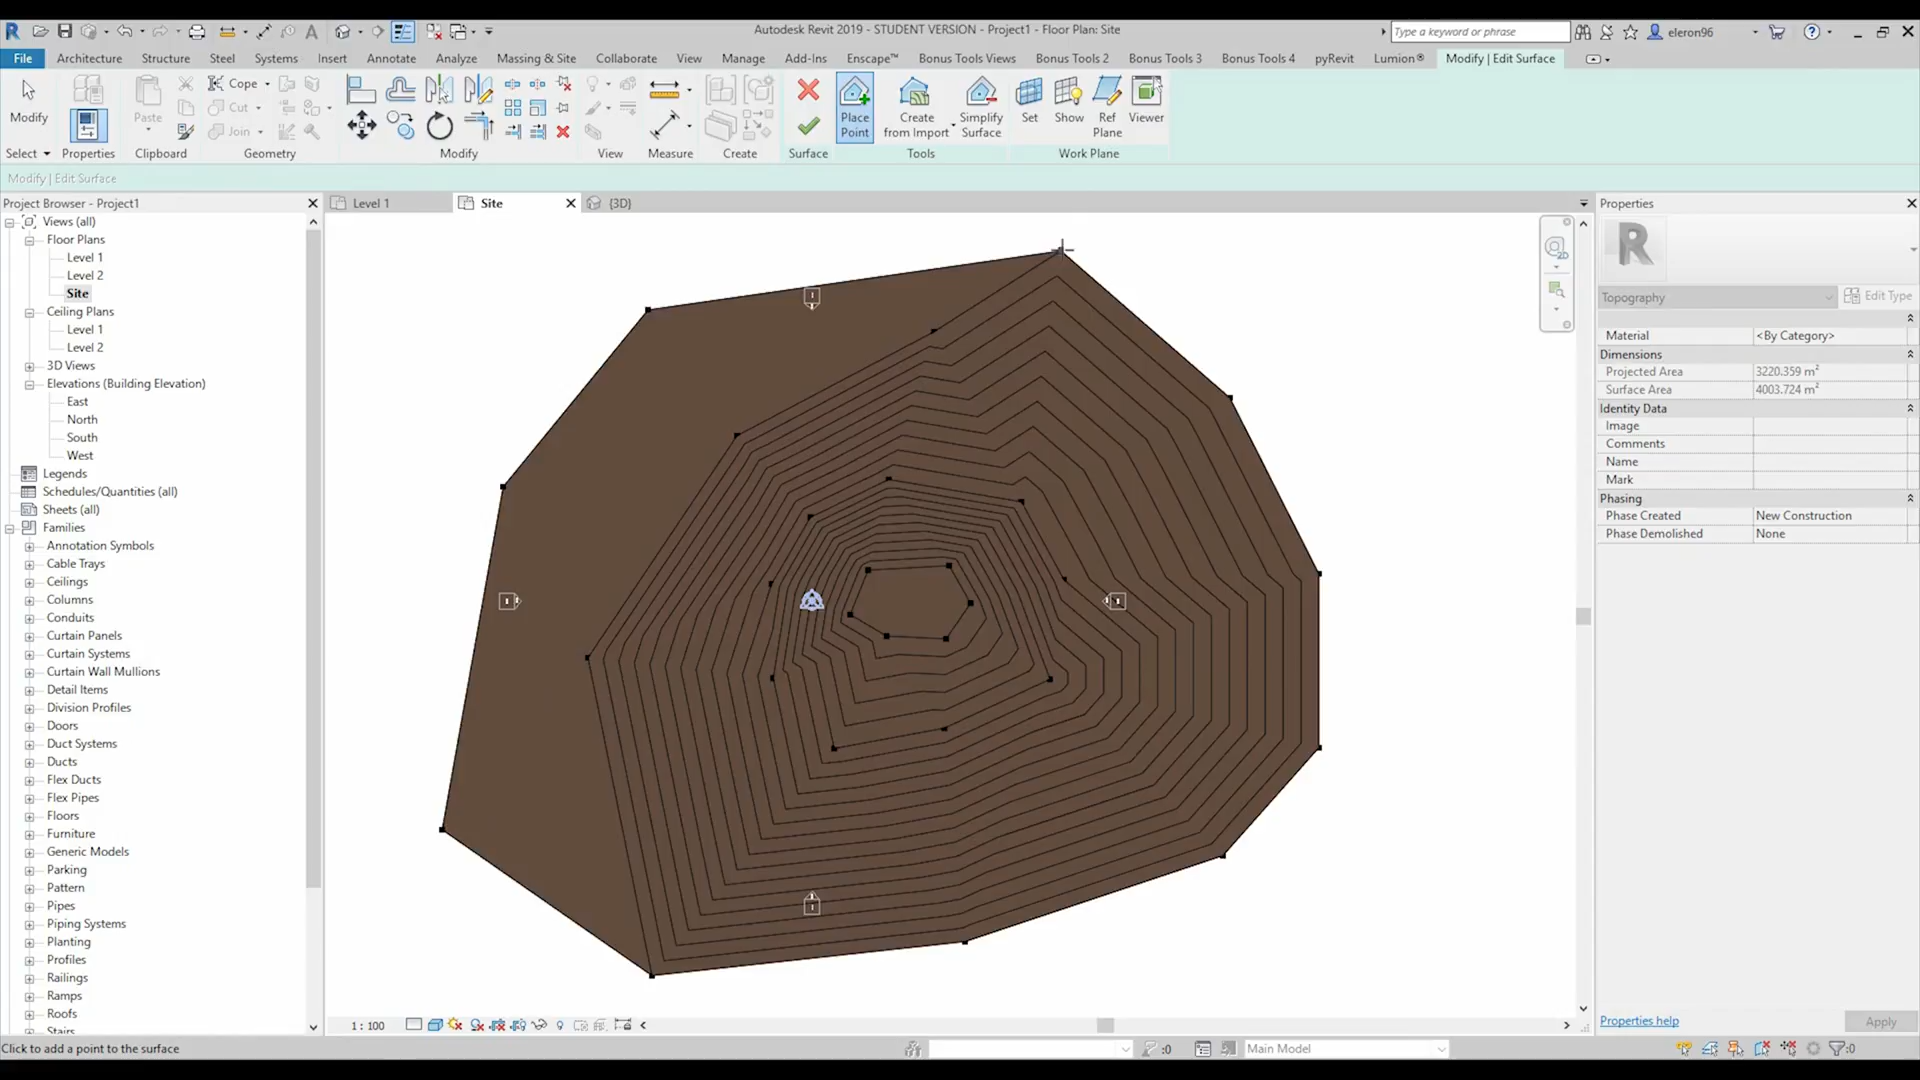 Autodesk Revit 2019 - STUDENT VERSION - Project1 - Floor Plan: Site
Type a keyword or phrase
eleron96
File
Architecture
Structure
Steel
Systems
Insert
Annotate
Analyze
Massing & Site
Collaborate
View
Manage
Add-Ins
Enscape™
Bonus Tools Views
Bonus Tools 2
Bonus Tools 3
Bonus Tools 4
pyRevit
Lumion®
Modify | Edit Surface
Modify
Paste
Cope
Cut
Join
Place
Point
Create
from Import
Simplify
Surface
Set
Show
Ref
Plane
Viewer
Select
Properties
Clipboard
Geometry
Modify
View
Measure
Create
Surface
Tools
Work Plane
Modify | Edit Surface
Project Browser - Project1
Views (all)
Floor Plans
Level 1
Level 2
Site
Ceiling Plans
Level 1
Level 2
3D Views
Elevations (Building Elevation)
East
North
South
West
Legends
Schedules/Quantities (all)
Sheets (all)
Families
Annotation Symbols
Cable Trays
Ceilings
Columns
Conduits
Curtain Panels
Curtain Systems
Curtain Wall Mullions
Detail Items
Division Profiles
Doors
Duct Systems
Ducts
Flex Ducts
Flex Pipes
Floors
Furniture
Generic Models
Parking
Pattern
Pipes
Piping Systems
Planting
Profiles
Railings
Ramps
Roofs
Stairs
Level 1
Site
{3D}
2D
1 : 100
Properties
R
Topography
Edit Type
Material
<By Category>
Dimensions
Projected Area
3220.359 m²
Surface Area
4003.724 m²
Identity Data
Image
Comments
Name
Mark
Phasing
Phase Created
New Construction
Phase Demolished
None
Properties help
Apply
Click to add a point to the surface
:0
Main Model
:0